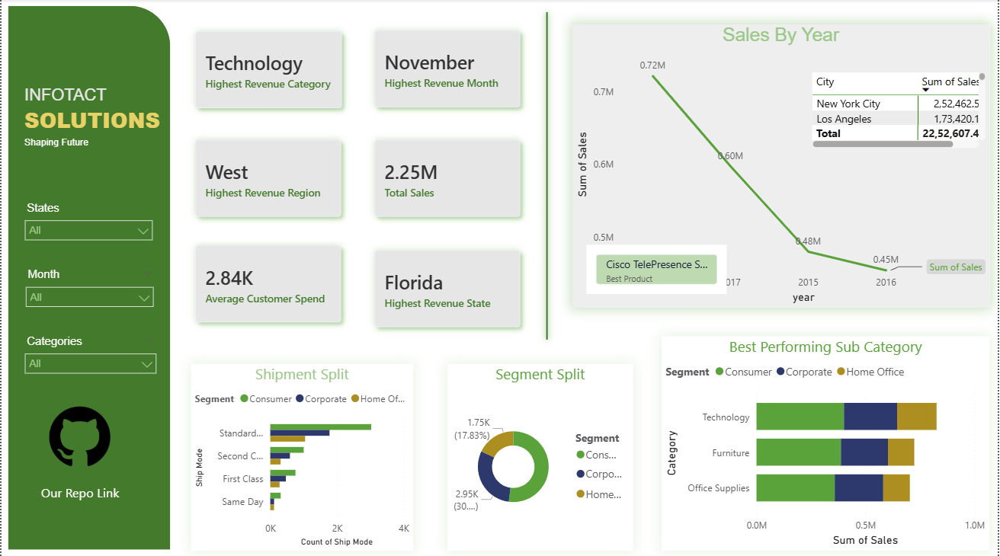 INFOTACT
SOLUTIONS
Shaping Future
States
All
Month
All
Categories
All
Our Repo Link
Technology
Highest Revenue Category
November
Highest Revenue Month
West
Highest Revenue Region
2.25M
Total Sales
2.84K
Average Customer Spend
Florida
Highest Revenue State
Sales By Year
0.72M
0.60M
0.48M
0.45M
0.7M
0.6M
0.5M
Sum of Sales
City Sum of Sales
New York City 2,52,462.5
Los Angeles 1,73,420.1
Total 22,52,607.4
Cisco TelePresence S...
Best Product
Sum of Sales
017 2015 2016
year
Shipment Split
Segment Consumer Corporate Home Of...
Ship Mode
Standard...
Second C...
First Class
Same Day
0K 2K 4K
Count of Ship Mode
Segment Split
1.75K
(17.83%)
2.95K
(30....)
Segment
Cons...
Corpo...
Home...
Best Performing Sub Category
Segment Consumer Corporate Home Office
Category
Technology
Furniture
Office Supplies
0.0M 0.5M 1.0M
Sum of Sales